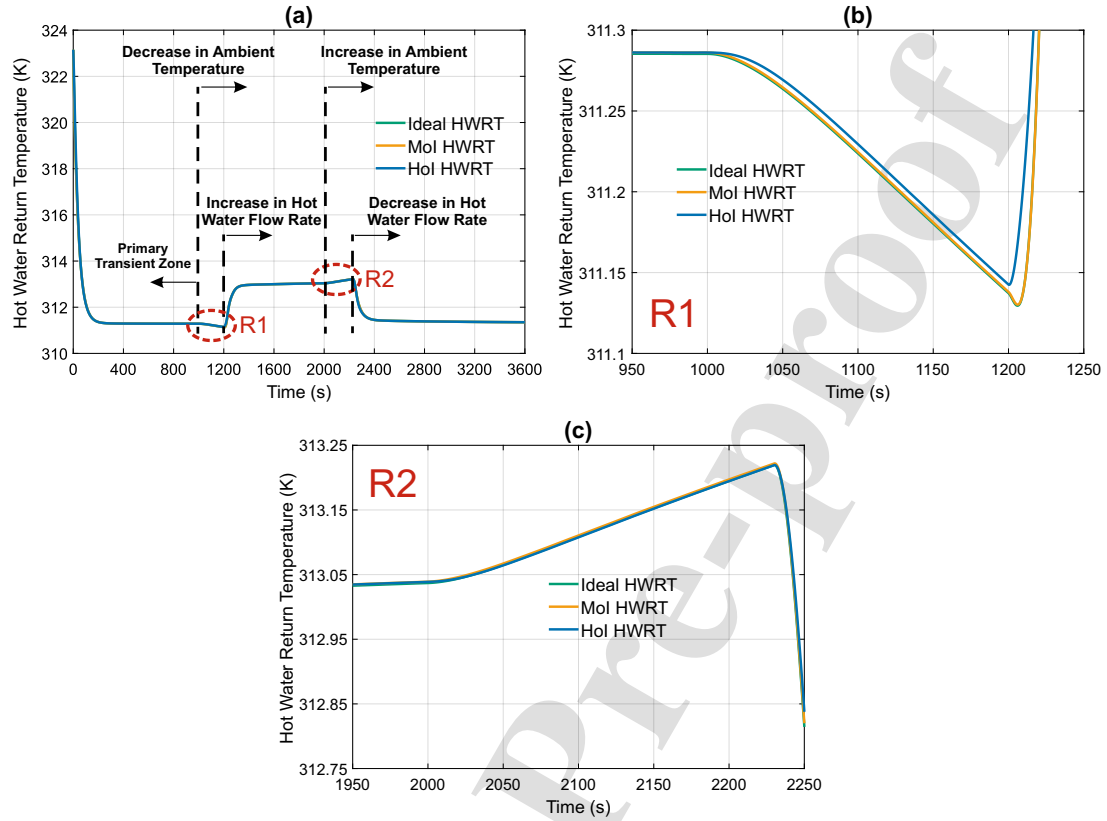 (a)
Hot Water Return Temperature (K)
324
322
320
318
316
314
312
310
Decrease in Ambient
Temperature
Increase in Ambient
Temperature
Ideal HWRT
MoI HWRT
HoI HWRT
Increase in Hot
Water Flow Rate
Decrease in Hot
Water Flow Rate
Primary
Transient Zone
R1
R2
0 400 800 1200 1600 2000 2400 2800 3200 3600
Time (s)
(b)
Hot Water Return Temperature (K)
311.3
311.25
311.2
311.15
311.1
Ideal HWRT
MoI HWRT
HoI HWRT
R1
950 1000 1050 1100 1150 1200 1250
Time (s)
(c)
Hot Water Return Temperature (K)
313.25
313.15
313.05
312.95
312.85
312.75
R2
Ideal HWRT
MoI HWRT
HoI HWRT
1950 2000 2050 2100 2150 2200 2250
Time (s)
Pre-proof